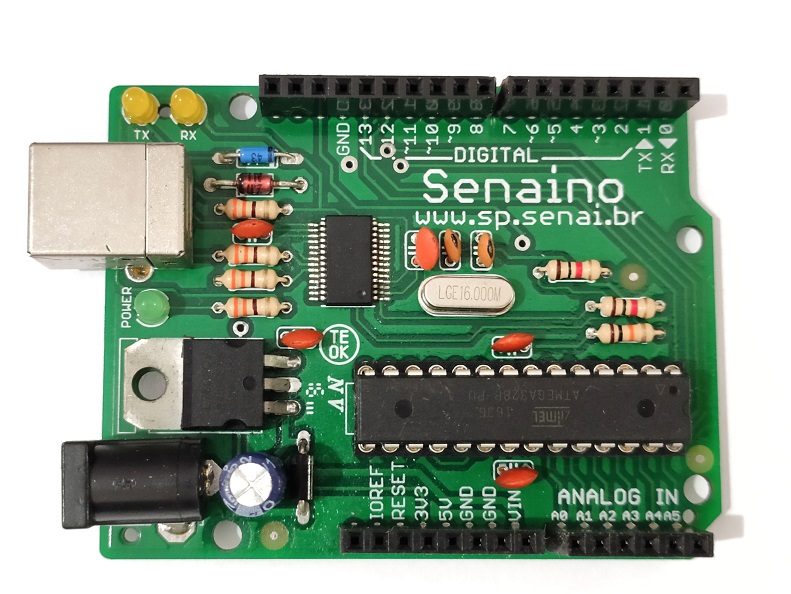 TX RX
GND
~13
12
~11
~10
~9
8
7
~6
~5
4
~3
2
TX 1
RX 0
DIGITAL
Senaino
www.sp.senai.br
LGE16.000M
POWER
TE
OK
ATMEL
1636
ATMEGA328P-PU
IOREF
RESET
3V3
5V
GND
GND
VIN
ANALOG IN
A0 A1 A2 A3 A4 A5